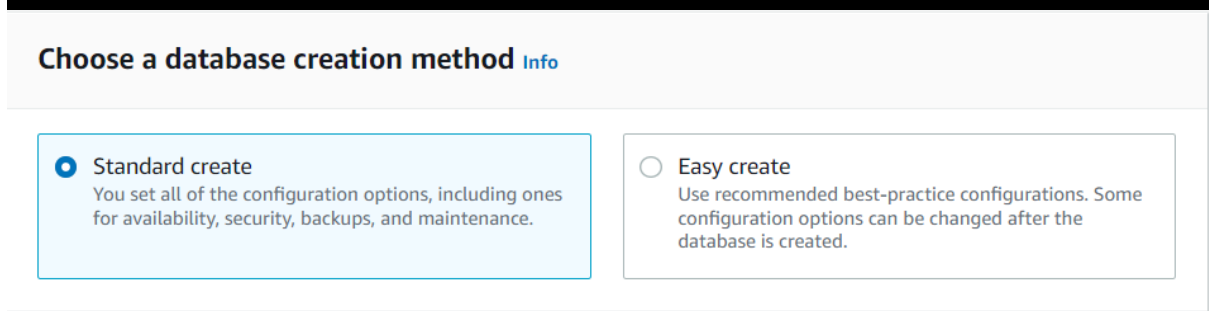 Choose a database creation method Info
Standard create
You set all of the configuration options, including ones
for availability, security, backups, and maintenance.
Easy create
Use recommended best-practice configurations. Some
configuration options can be changed after the
database is created.